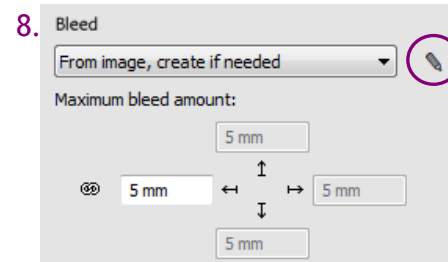 8.
Bleed
From image, create if needed
Maximum bleed amount:
5 mm
5 mm
5 mm
5 mm